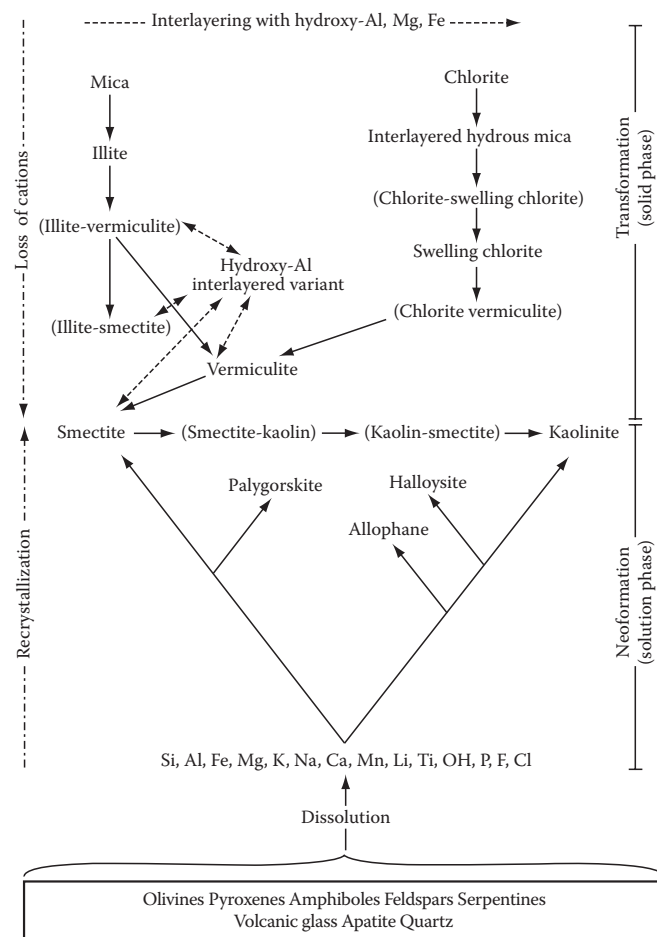 Interlayering with hydroxy-Al, Mg, Fe
Mica
Chlorite
Illite
Interlayered hydrous mica
(Chlorite-swelling chlorite)
(Illite-vermiculite)
Swelling chlorite
Hydroxy-Al
interlayered variant
(Illite-smectite)
(Chlorite vermiculite)
Vermiculite
Loss of cations
Transformation
(solid phase)
Smectite
(Smectite-kaolin)
(Kaolin-smectite)
Kaolinite
Palygorskite
Halloysite
Allophane
Recrystallization
Neoformation
(solution phase)
Si, Al, Fe, Mg, K, Na, Ca, Mn, Li, Ti, OH, P, F, Cl
Dissolution
Olivines Pyroxenes Amphiboles Feldspars Serpentines
Volcanic glass Apatite Quartz